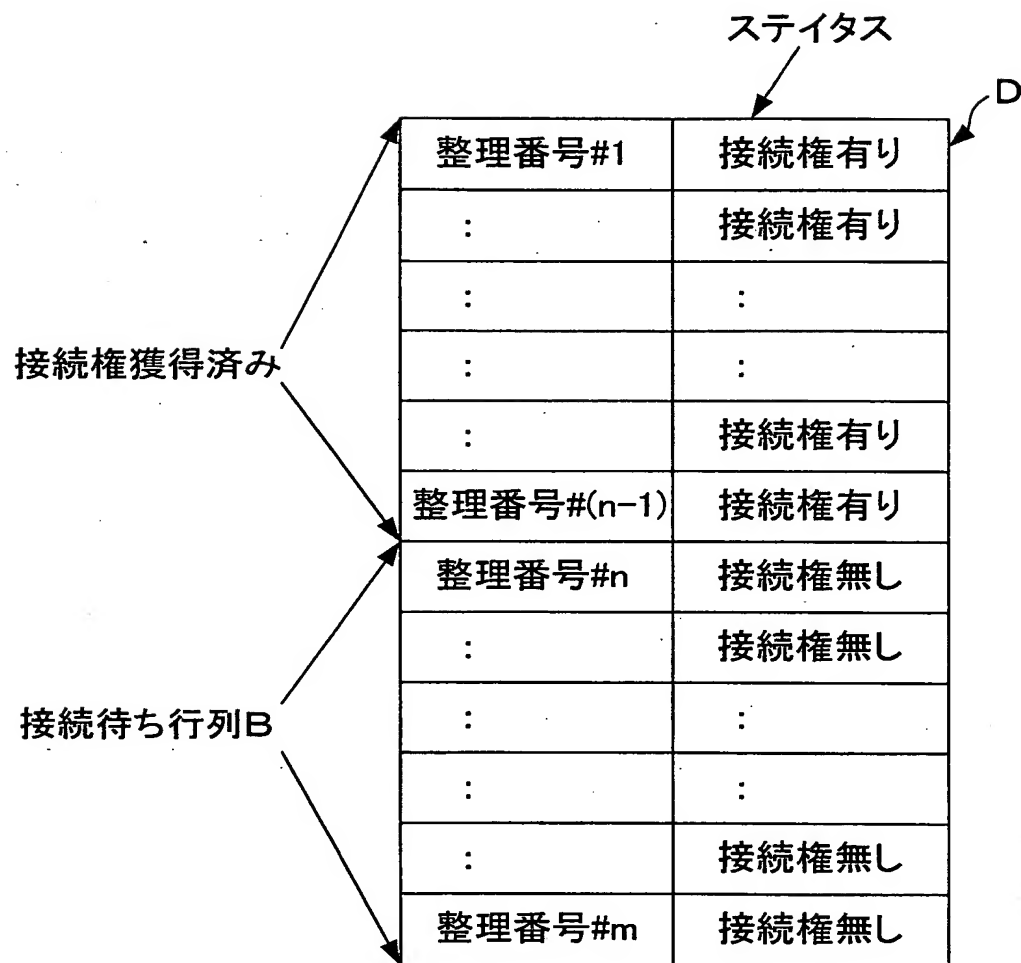 ステイタス
D
整理番号#1 接続権有り
: 接続権有り
: :
接続権獲得済み
: :
: 接続権有り
整理番号#(n-1) 接続権有り
整理番号#n 接続権無し
: 接続権無し
接続待ち行列B
: :
: :
: 接続権無し
整理番号#m 接続権無し